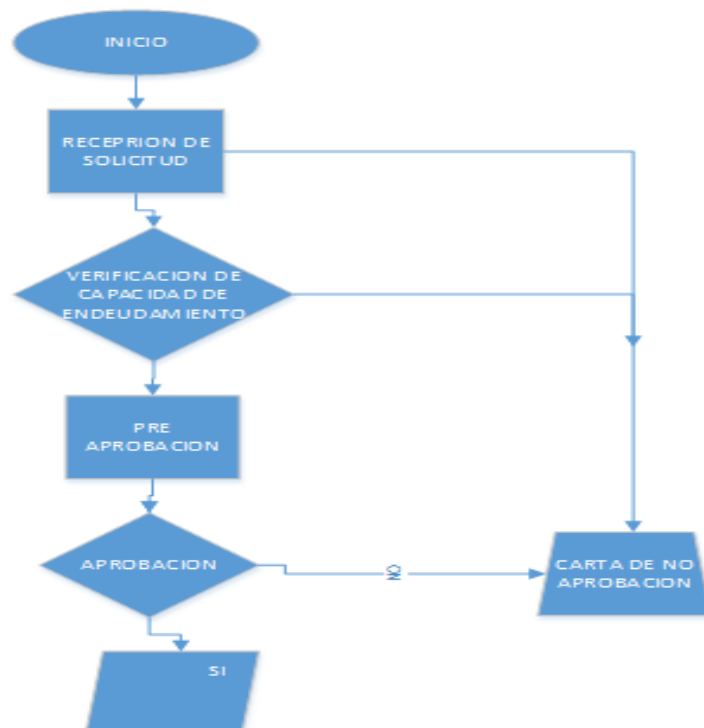 INICIO
RECEPRION DE
SOLICITUD
VERIFICACION DE
CAPACIDAD DE
ENDEUDAMIENTO
PRE
APROBACION
APROBACION
NO
CARTA DE NO
APROBACION
SI